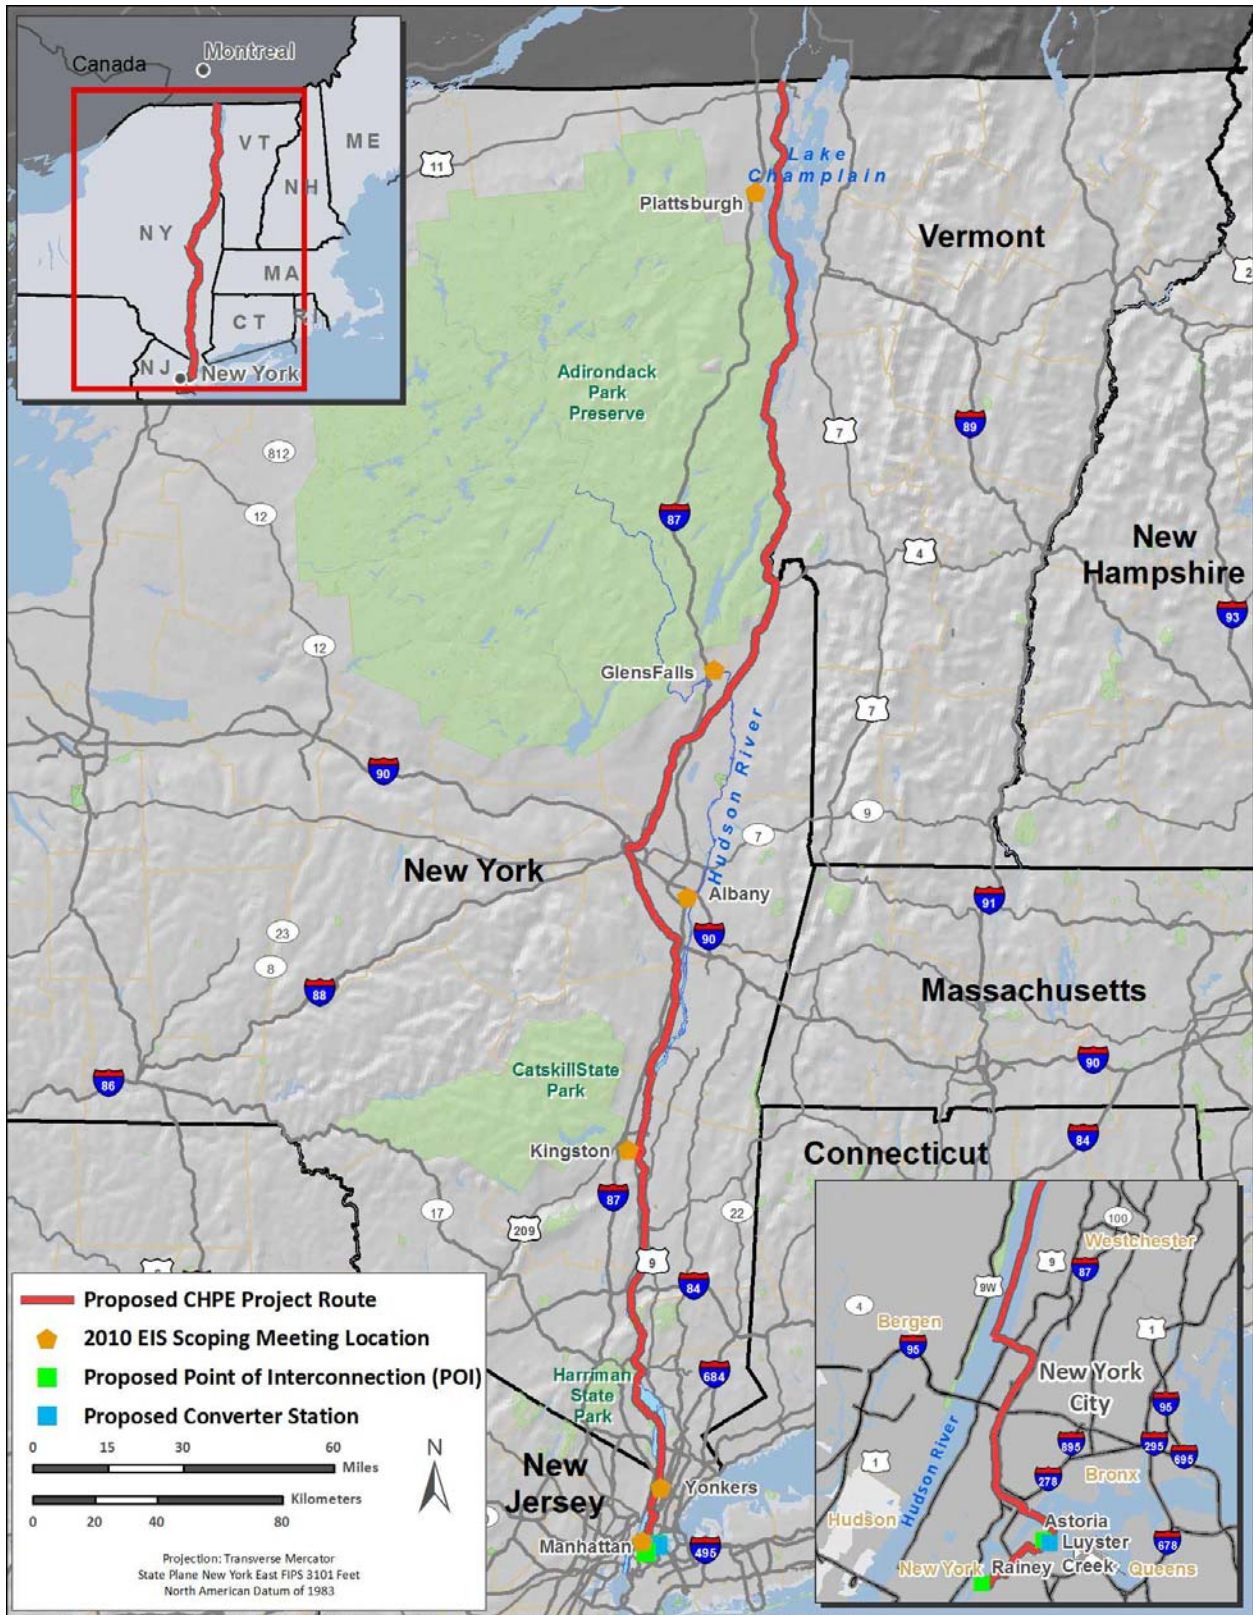 Canada
Montreal
VT
ME
NH
NY
MA
CT
RI
NJ
New York
11
Lake
Champlain
Plattsburgh
Vermont
2
Adirondack
Park
Preserve
7
89
812
12
87
4
New
Hampshire
93
12
GlensFalls
7
Hudson River
90
9
7
New York
Albany
91
90
23
8
88
Massachusetts
CatskillState
Park
90
86
84
Kingston
Connecticut
87
17
209
22
9
84
Proposed CHPE Project Route
2010 EIS Scoping Meeting Location
Proposed Point of Interconnection (POI)
Proposed Converter Station
0 15 30 60
Miles
Kilometers
0 20 40 80
N
Projection: Transverse Mercator
State Plane New York East FIPS 3101 Feet
North American Datum of 1983
Harriman
State
Park
684
New
Jersey
Yonkers
Manhattan
495
100
Westchester
9
87
9W
4
Bergen
95
1
New York
City
95
Hudson River
895
295
695
1
278
Bronx
Hudson
Astoria
Luyster
Creek
678
New York
Rainey
Queens